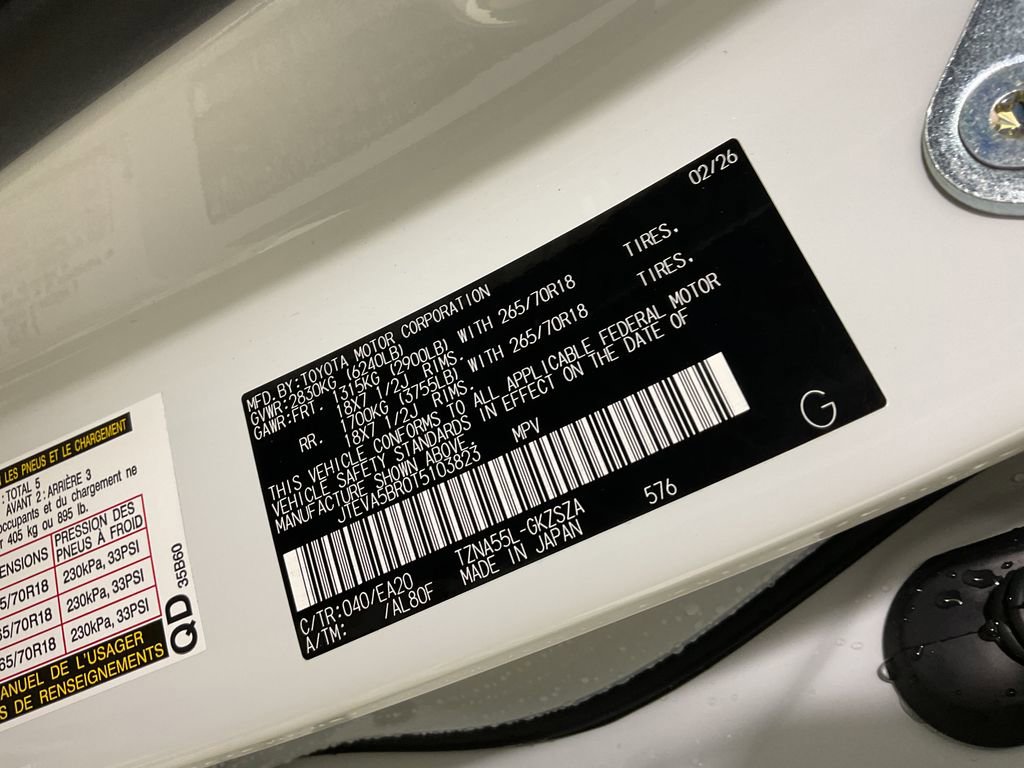 MFD. BY:TOYOTA MOTOR CORPORATION 02/26
GVWR:2830KG (6240LB)
GAWR:FRT. 1315KG (2900LB) WITH 265/70R18 TIRES.
18X7 1/2J RIMS.
RR. 1700KG (3755LB) WITH 265/70R18 TIRES.
18X7 1/2J RIMS.
THIS VEHICLE CONFORMS TO ALL APPLICABLE FEDERAL MOTOR
VEHICLE SAFETY STANDARDS IN EFFECT ON THE DATE OF
MANUFACTURE SHOWN ABOVE.
JTEVA5BR0T5103823 MPV
C/TR:040/EA20 TZNA55L-GKZSZA 576
A/TM: /AL80F MADE IN JAPAN
G
LES PNEUS ET LE CHARGEMENT
:TOTAL 5
AVANT 2:ARRIÈRE 3
occupants et du chargement ne
405 kg ou 895 lb.
ENSIONS PRESSION DES
PNEUS À FROID
5/70R18 230kPa, 33PSI
65/70R18 230kPa, 33PSI
65/70R18 230kPa, 33PSI
ANUEL DE L'USAGER
S DE RENSEIGNEMENTS
QD 35B60